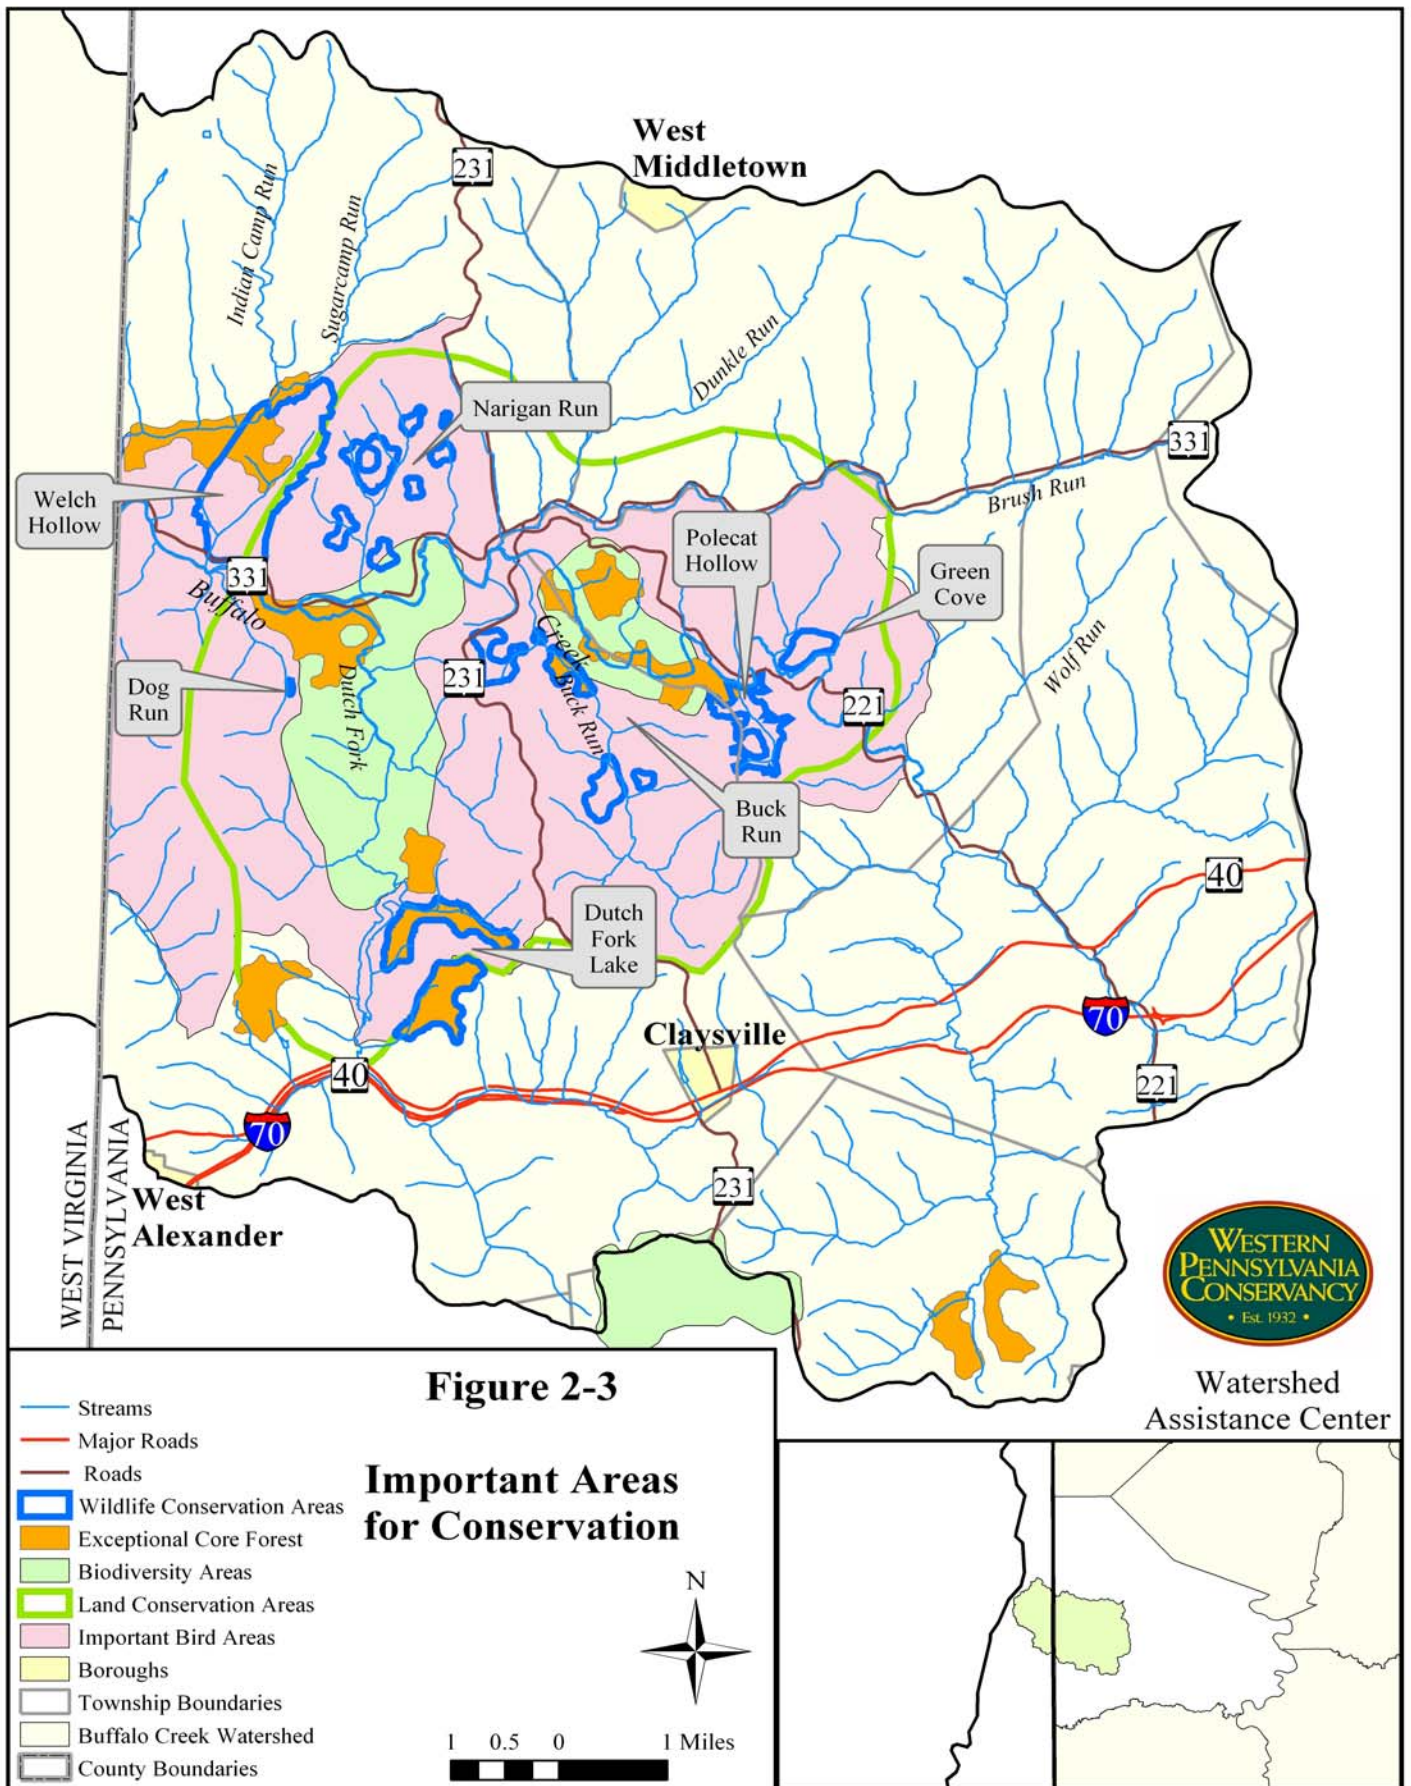 West
Middletown
231
Indian Camp Run
Sugarcamp Run
Dunkle Run
Narigan Run
331
Brush Run
Welch
Hollow
Polecat
Hollow
Green
Cove
331
Buffalo
Creek
Wolf Run
Dog
Run
Dutch Fork
231
Buck Run
221
Buck
Run
40
Dutch
Fork
Lake
70
Claysville
40
221
70
WEST VIRGINIA
PENNSYLVANIA
West
Alexander
231
WESTERN
PENNSYLVANIA
CONSERVANCY
• Est. 1932 •
Watershed
Assistance Center
Figure 2-3
Important Areas
for Conservation
Streams
Major Roads
Roads
Wildlife Conservation Areas
Exceptional Core Forest
Biodiversity Areas
Land Conservation Areas
Important Bird Areas
Boroughs
Township Boundaries
Buffalo Creek Watershed
County Boundaries
N
1 0.5 0 1 Miles